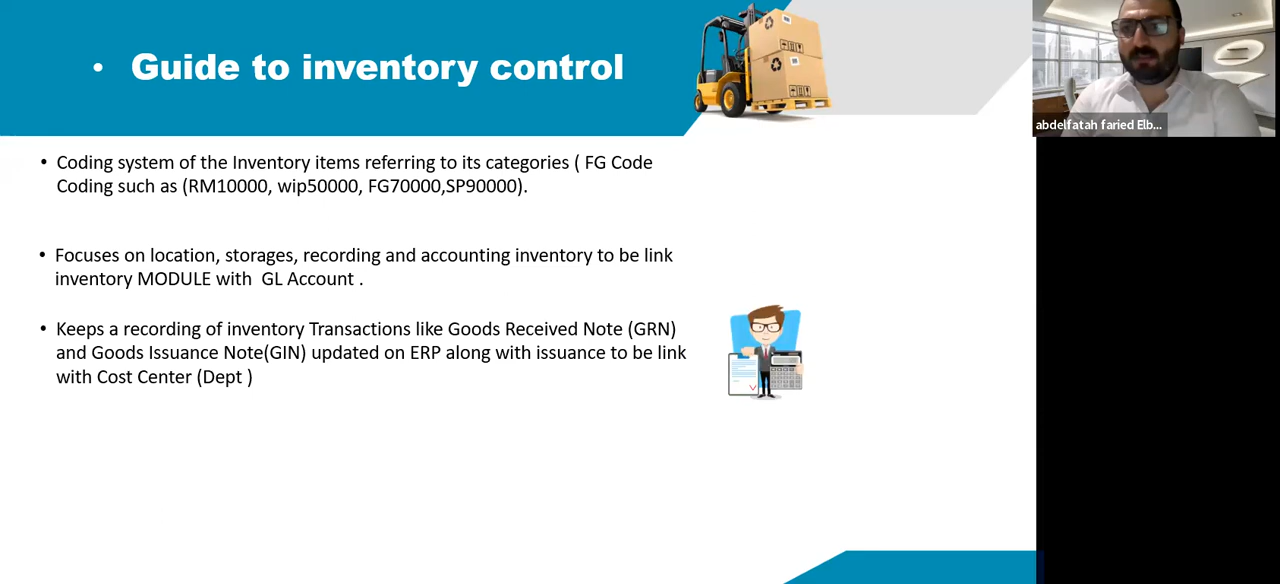 • Guide to inventory control
abdelfatah faried Elb...
• Coding system of the Inventory items referring to its categories ( FG Code
Coding such as (RM10000, wip50000, FG70000,SP90000).
• Focuses on location, storages, recording and accounting inventory to be link
inventory MODULE with GL Account .
• Keeps a recording of inventory Transactions like Goods Received Note (GRN)
and Goods Issuance Note(GIN) updated on ERP along with issuance to be link
with Cost Center (Dept )